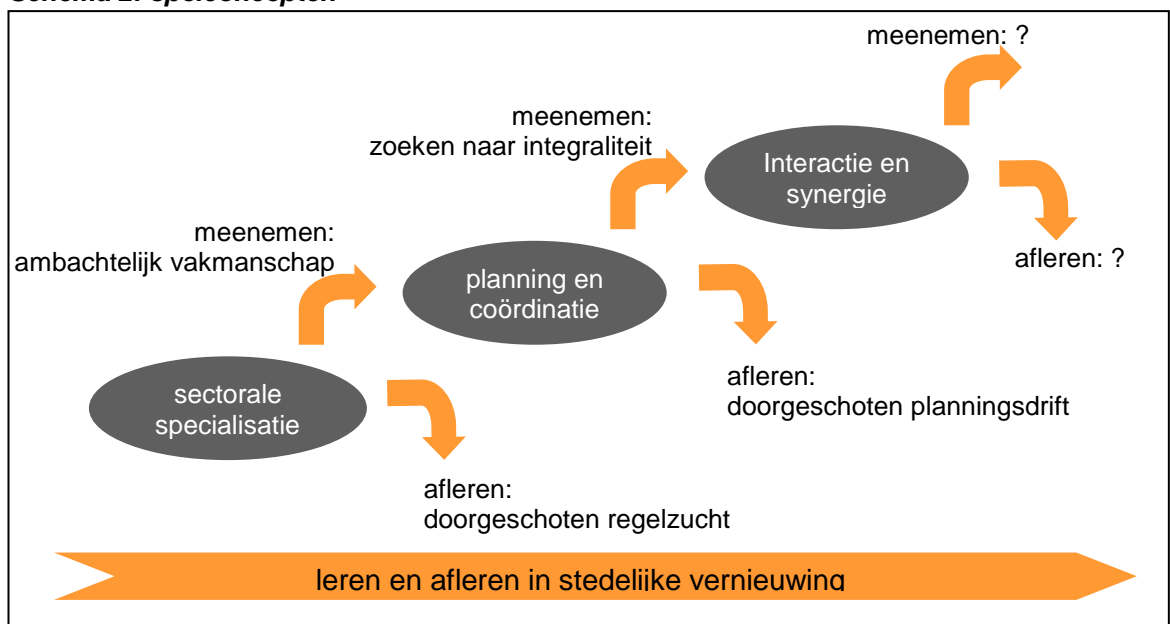 meenemen: ?
meenemen:
zoeken naar integraliteit
Interactie en
synergie
meenemen:
ambachtelijk vakmanschap
afleren: ?
planning en
coördinatie
afleren:
doorgeschoten planningsdrift
sectorale
specialisatie
afleren:
doorgeschoten regelzucht
leren en afleren in stedelijke vernieuwing